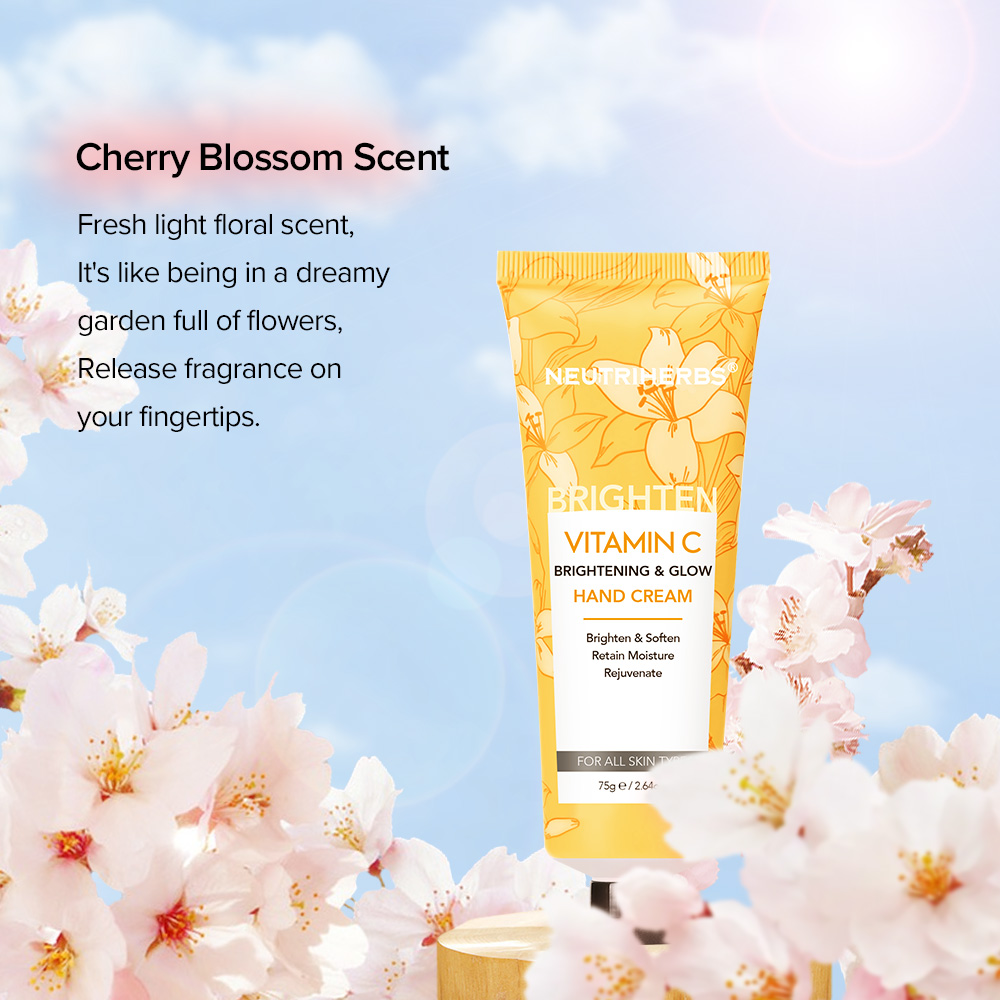 Cherry Blossom Scent
Fresh light floral scent,
It's like being in a dreamy
garden full of flowers,
Release fragrance on
your fingertips.
NEUTRIHERBS®
BRIGHTEN
VITAMIN C
BRIGHTENING & GLOW
HAND CREAM
Brighten & Soften
Retain Moisture
Rejuvenate
FOR ALL SKIN
75g e / 2.64